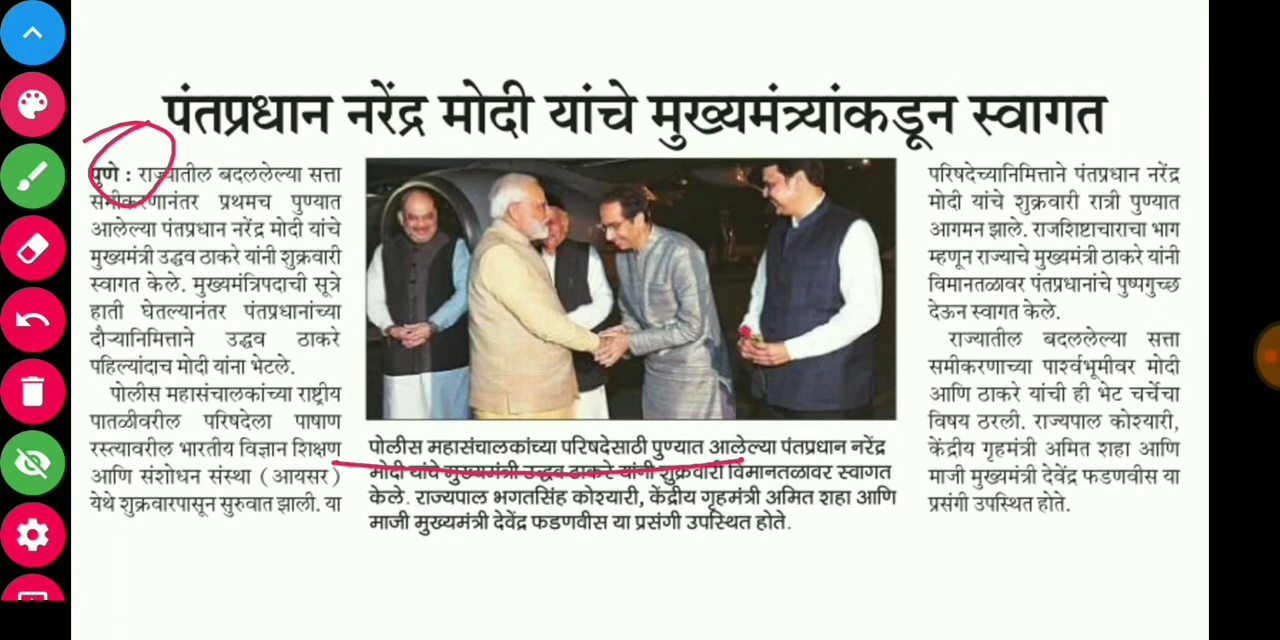 पंतप्रधान नरेंद्र मोदी यांचे मुख्यमंत्र्यांकडून स्वागत
पुणे : राज्यातील बदललेल्या सत्ता
समीकरणानंतर प्रथमच पुण्यात
आलेल्या पंतप्रधान नरेंद्र मोदी यांचे
मुख्यमंत्री उद्धव ठाकरे यांनी शुक्रवारी
स्वागत केले. मुख्यमंत्रिपदाची सूत्रे
हाती घेतल्यानंतर पंतप्रधानांच्या
दौऱ्यानिमित्ताने उद्धव ठाकरे
पहिल्यांदाच मोदी यांना भेटले.
पोलीस महासंचालकांच्या राष्ट्रीय
पातळीवरील परिषदेला पाषाण
रस्त्यावरील भारतीय विज्ञान शिक्षण
आणि संशोधन संस्था (आयसर)
येथे शुक्रवारपासून सुरुवात झाली. या
पोलीस महासंचालकांच्या परिषदेसाठी पुण्यात आलेल्या पंतप्रधान नरेंद्र
मोदी यांचे मुख्यमंत्री उद्धव ठाकरे यांनी शुक्रवारी विमानतळावर स्वागत
केले. राज्यपाल भगतसिंह कोश्यारी, केंद्रीय गृहमंत्री अमित शहा आणि
माजी मुख्यमंत्री देवेंद्र फडणवीस या प्रसंगी उपस्थित होते.
परिषदेच्यानिमित्ताने पंतप्रधान नरेंद्र
मोदी यांचे शुक्रवारी रात्री पुण्यात
आगमन झाले. राजशिष्टाचाराचा भाग
म्हणून राज्याचे मुख्यमंत्री ठाकरे यांनी
विमानतळावर पंतप्रधानांचे पुष्पगुच्छ
देऊन स्वागत केले.
राज्यातील बदललेल्या सत्ता
समीकरणाच्या पार्श्वभूमीवर मोदी
आणि ठाकरे यांची ही भेट चर्चेचा
विषय ठरली. राज्यपाल कोश्यारी,
केंद्रीय गृहमंत्री अमित शहा आणि
माजी मुख्यमंत्री देवेंद्र फडणवीस या
प्रसंगी उपस्थित होते.